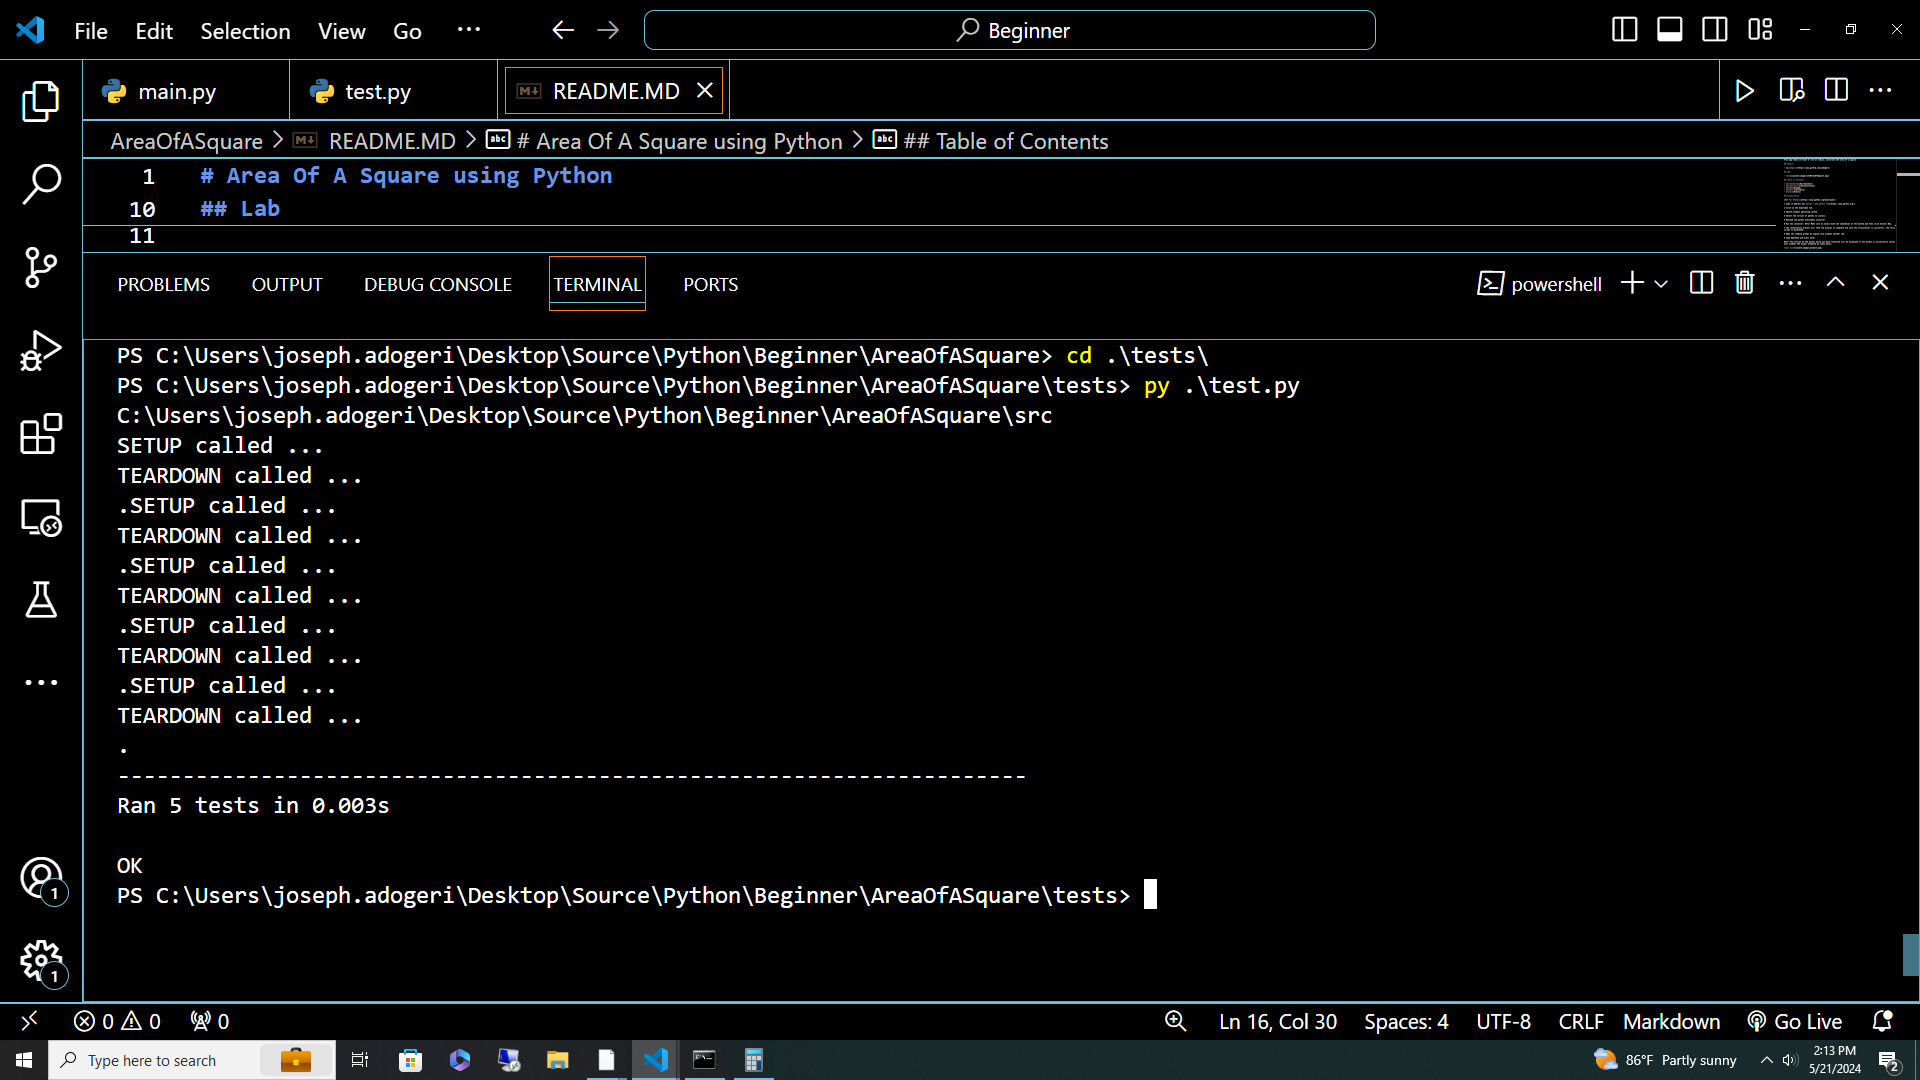 File Edit Selection View Go ...
Beginner
main.py test.py README.MD
AreaOfASquare > README.MD > # Area Of A Square using Python > ## Table of Contents
1 # Area Of A Square using Python
10 ## Lab
11
PROBLEMS OUTPUT DEBUG CONSOLE TERMINAL PORTS
powershell
PS C:\Users\joseph.adogeri\Desktop\Source\Python\Beginner\AreaOfASquare> cd .\tests\
PS C:\Users\joseph.adogeri\Desktop\Source\Python\Beginner\AreaOfASquare\tests> py .\test.py
C:\Users\joseph.adogeri\Desktop\Source\Python\Beginner\AreaOfASquare\src
SETUP called ...
TEARDOWN called ...
.SETUP called ...
TEARDOWN called ...
.SETUP called ...
TEARDOWN called ...
.SETUP called ...
TEARDOWN called ...
.SETUP called ...
TEARDOWN called ...
.
----------------------------------------------------------------------
Ran 5 tests in 0.003s
OK
PS C:\Users\joseph.adogeri\Desktop\Source\Python\Beginner\AreaOfASquare\tests>
1
1
0 0 0 Ln 16, Col 30 Spaces: 4 UTF-8 CRLF Markdown Go Live
Type here to search 86°F Partly sunny 2:13 PM
5/21/2024 2